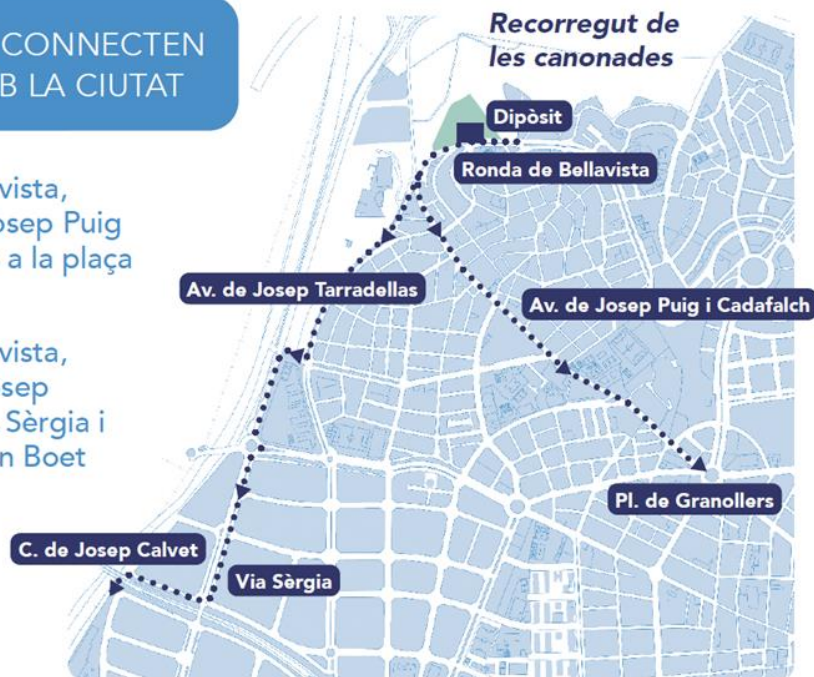 CONNECTEN
B LA CIUTAT
vista,
osep Puig
a la plaça
vista,
osep
Sèrgia i
n Boet
Recorregut de
les canonades
Dipòsit
Ronda de Bellavista
Av. de Josep Tarradellas
Av. de Josep Puig i Cadafalch
Pl. de Granollers
C. de Josep Calvet
Via Sèrgia